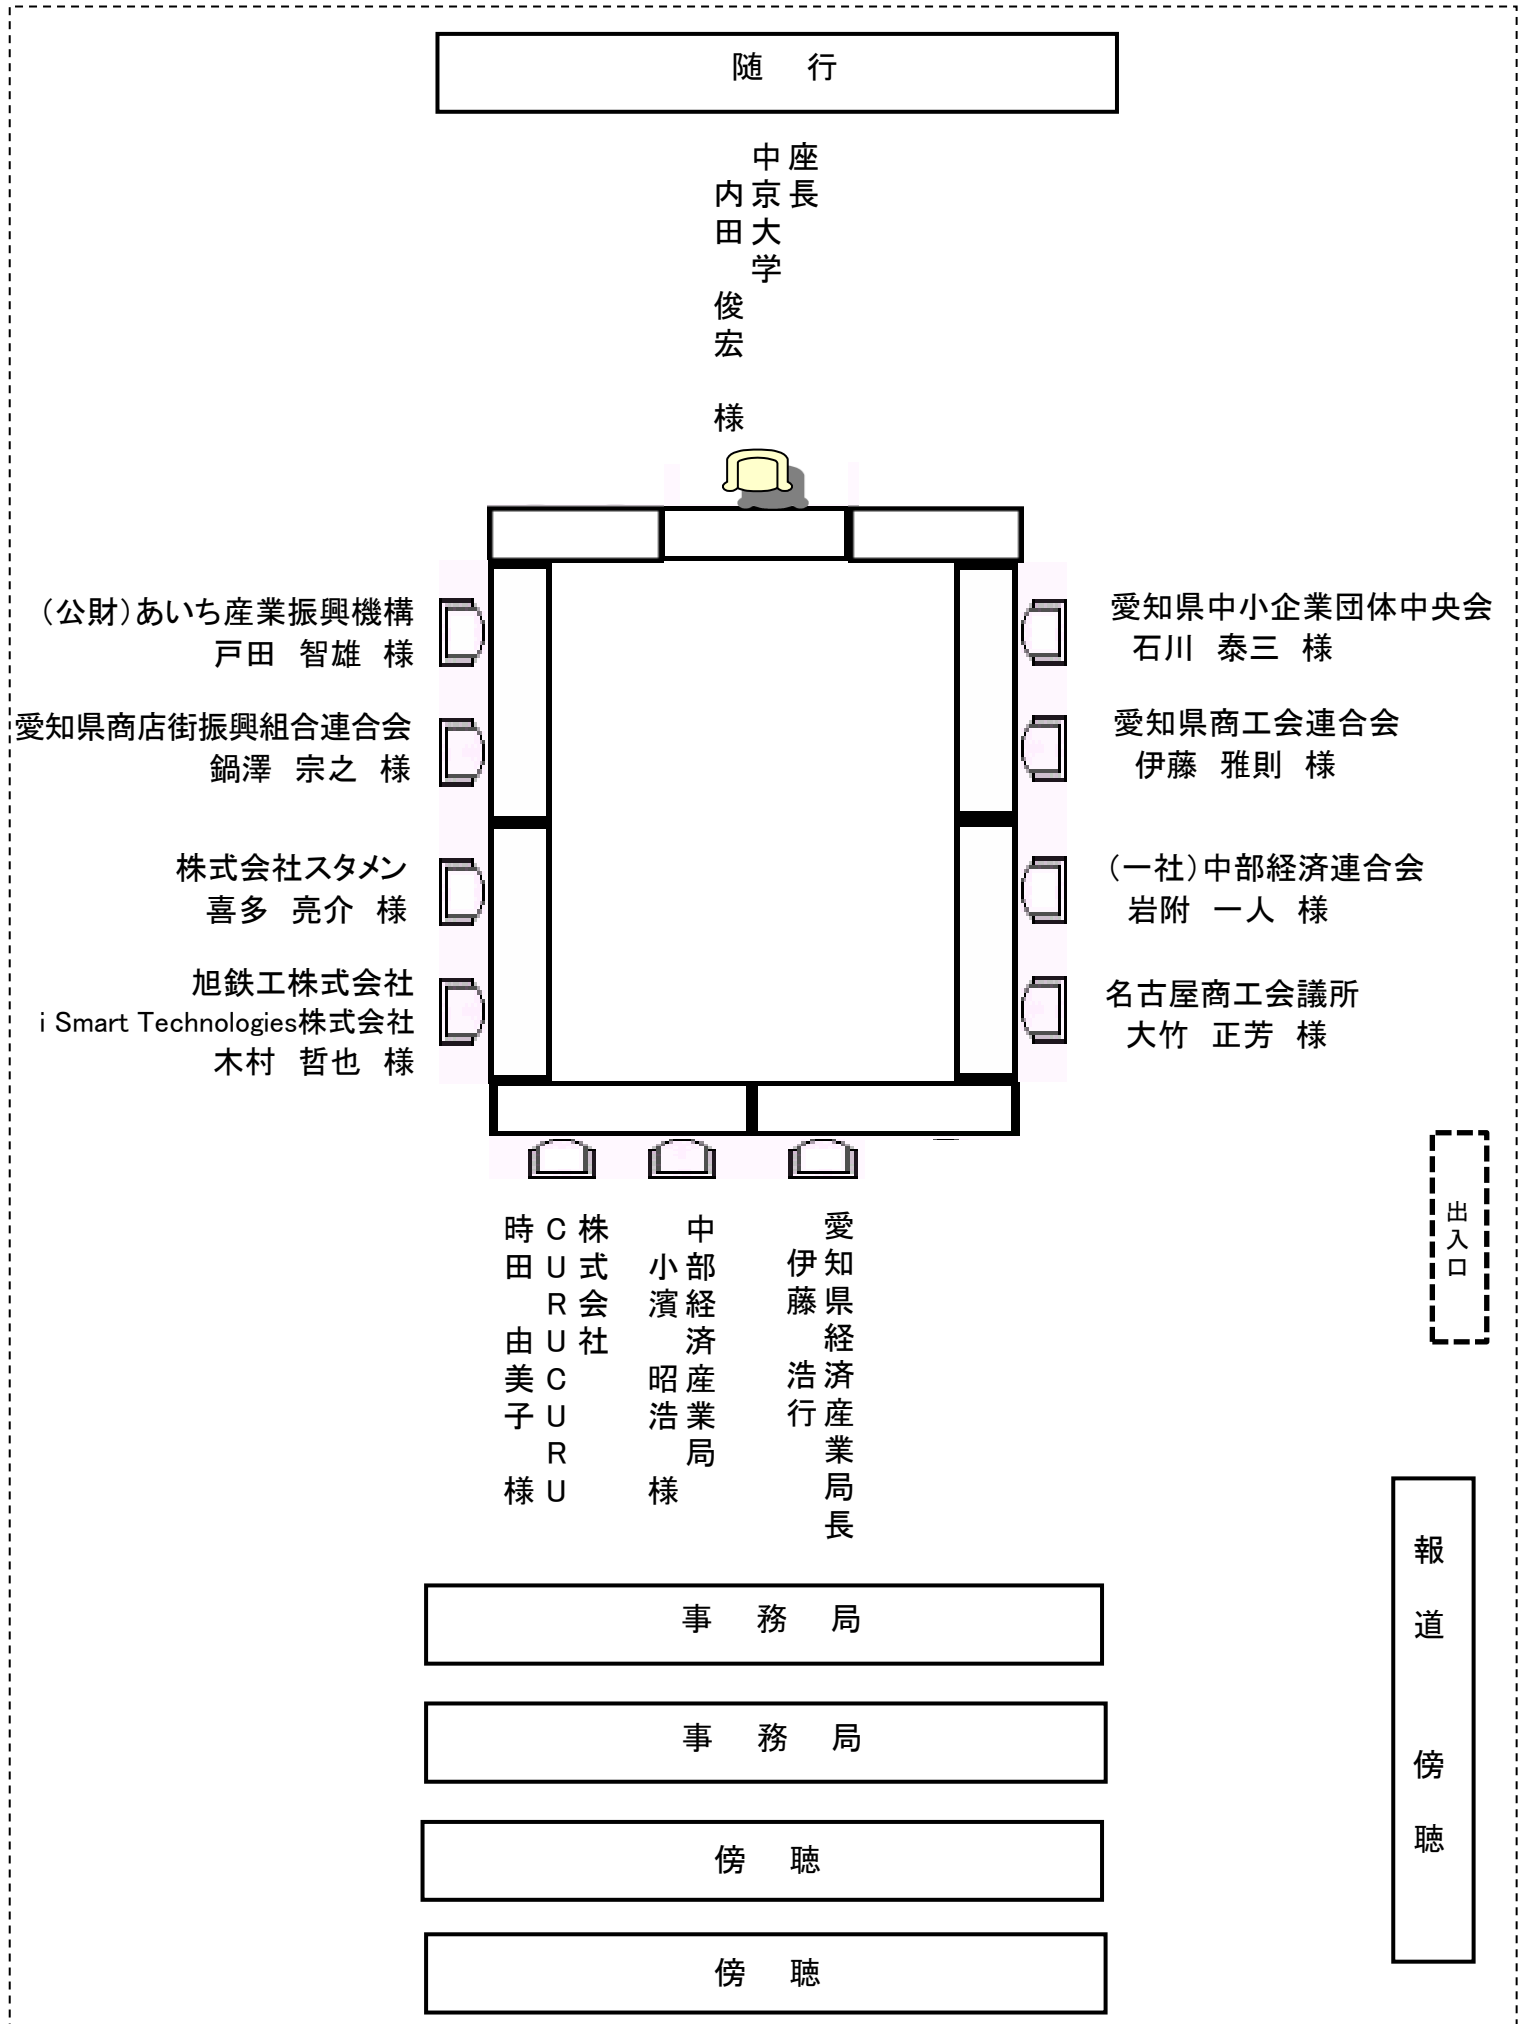 随　行
座長
中京大学
内田　俊宏　様
（公財）あいち産業振興機構
戸田　智雄　様
愛知県商店街振興組合連合会
鍋澤　宗之　様
株式会社スタメン
喜多　亮介　様
旭鉄工株式会社
i Smart Technologies株式会社
木村　哲也　様
愛知県中小企業団体中央会
石川　泰三　様
愛知県商工会連合会
伊藤　雅則　様
（一社）中部経済連合会
岩附　一人　様
名古屋商工会議所
大竹　正芳　様
株式会社
ＣＵＲＵＣＵＲＵ
時田　由美子　様
中部経済産業局
小濱　昭浩　様
愛知県経済産業局長
伊藤　浩行
出入口
報道　傍聴
事　務　局
事　務　局
傍　聴
傍　聴